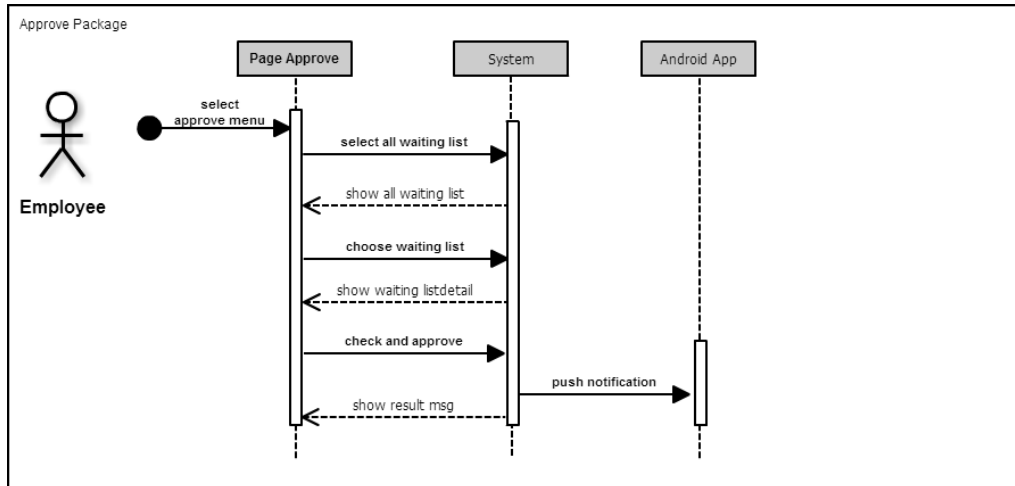 Approve Package
Page Approve
System
Android App
select
approve menu
select all waiting list
show all waiting list
Employee
choose waiting list
show waiting listdetail
check and approve
push notification
show result msg